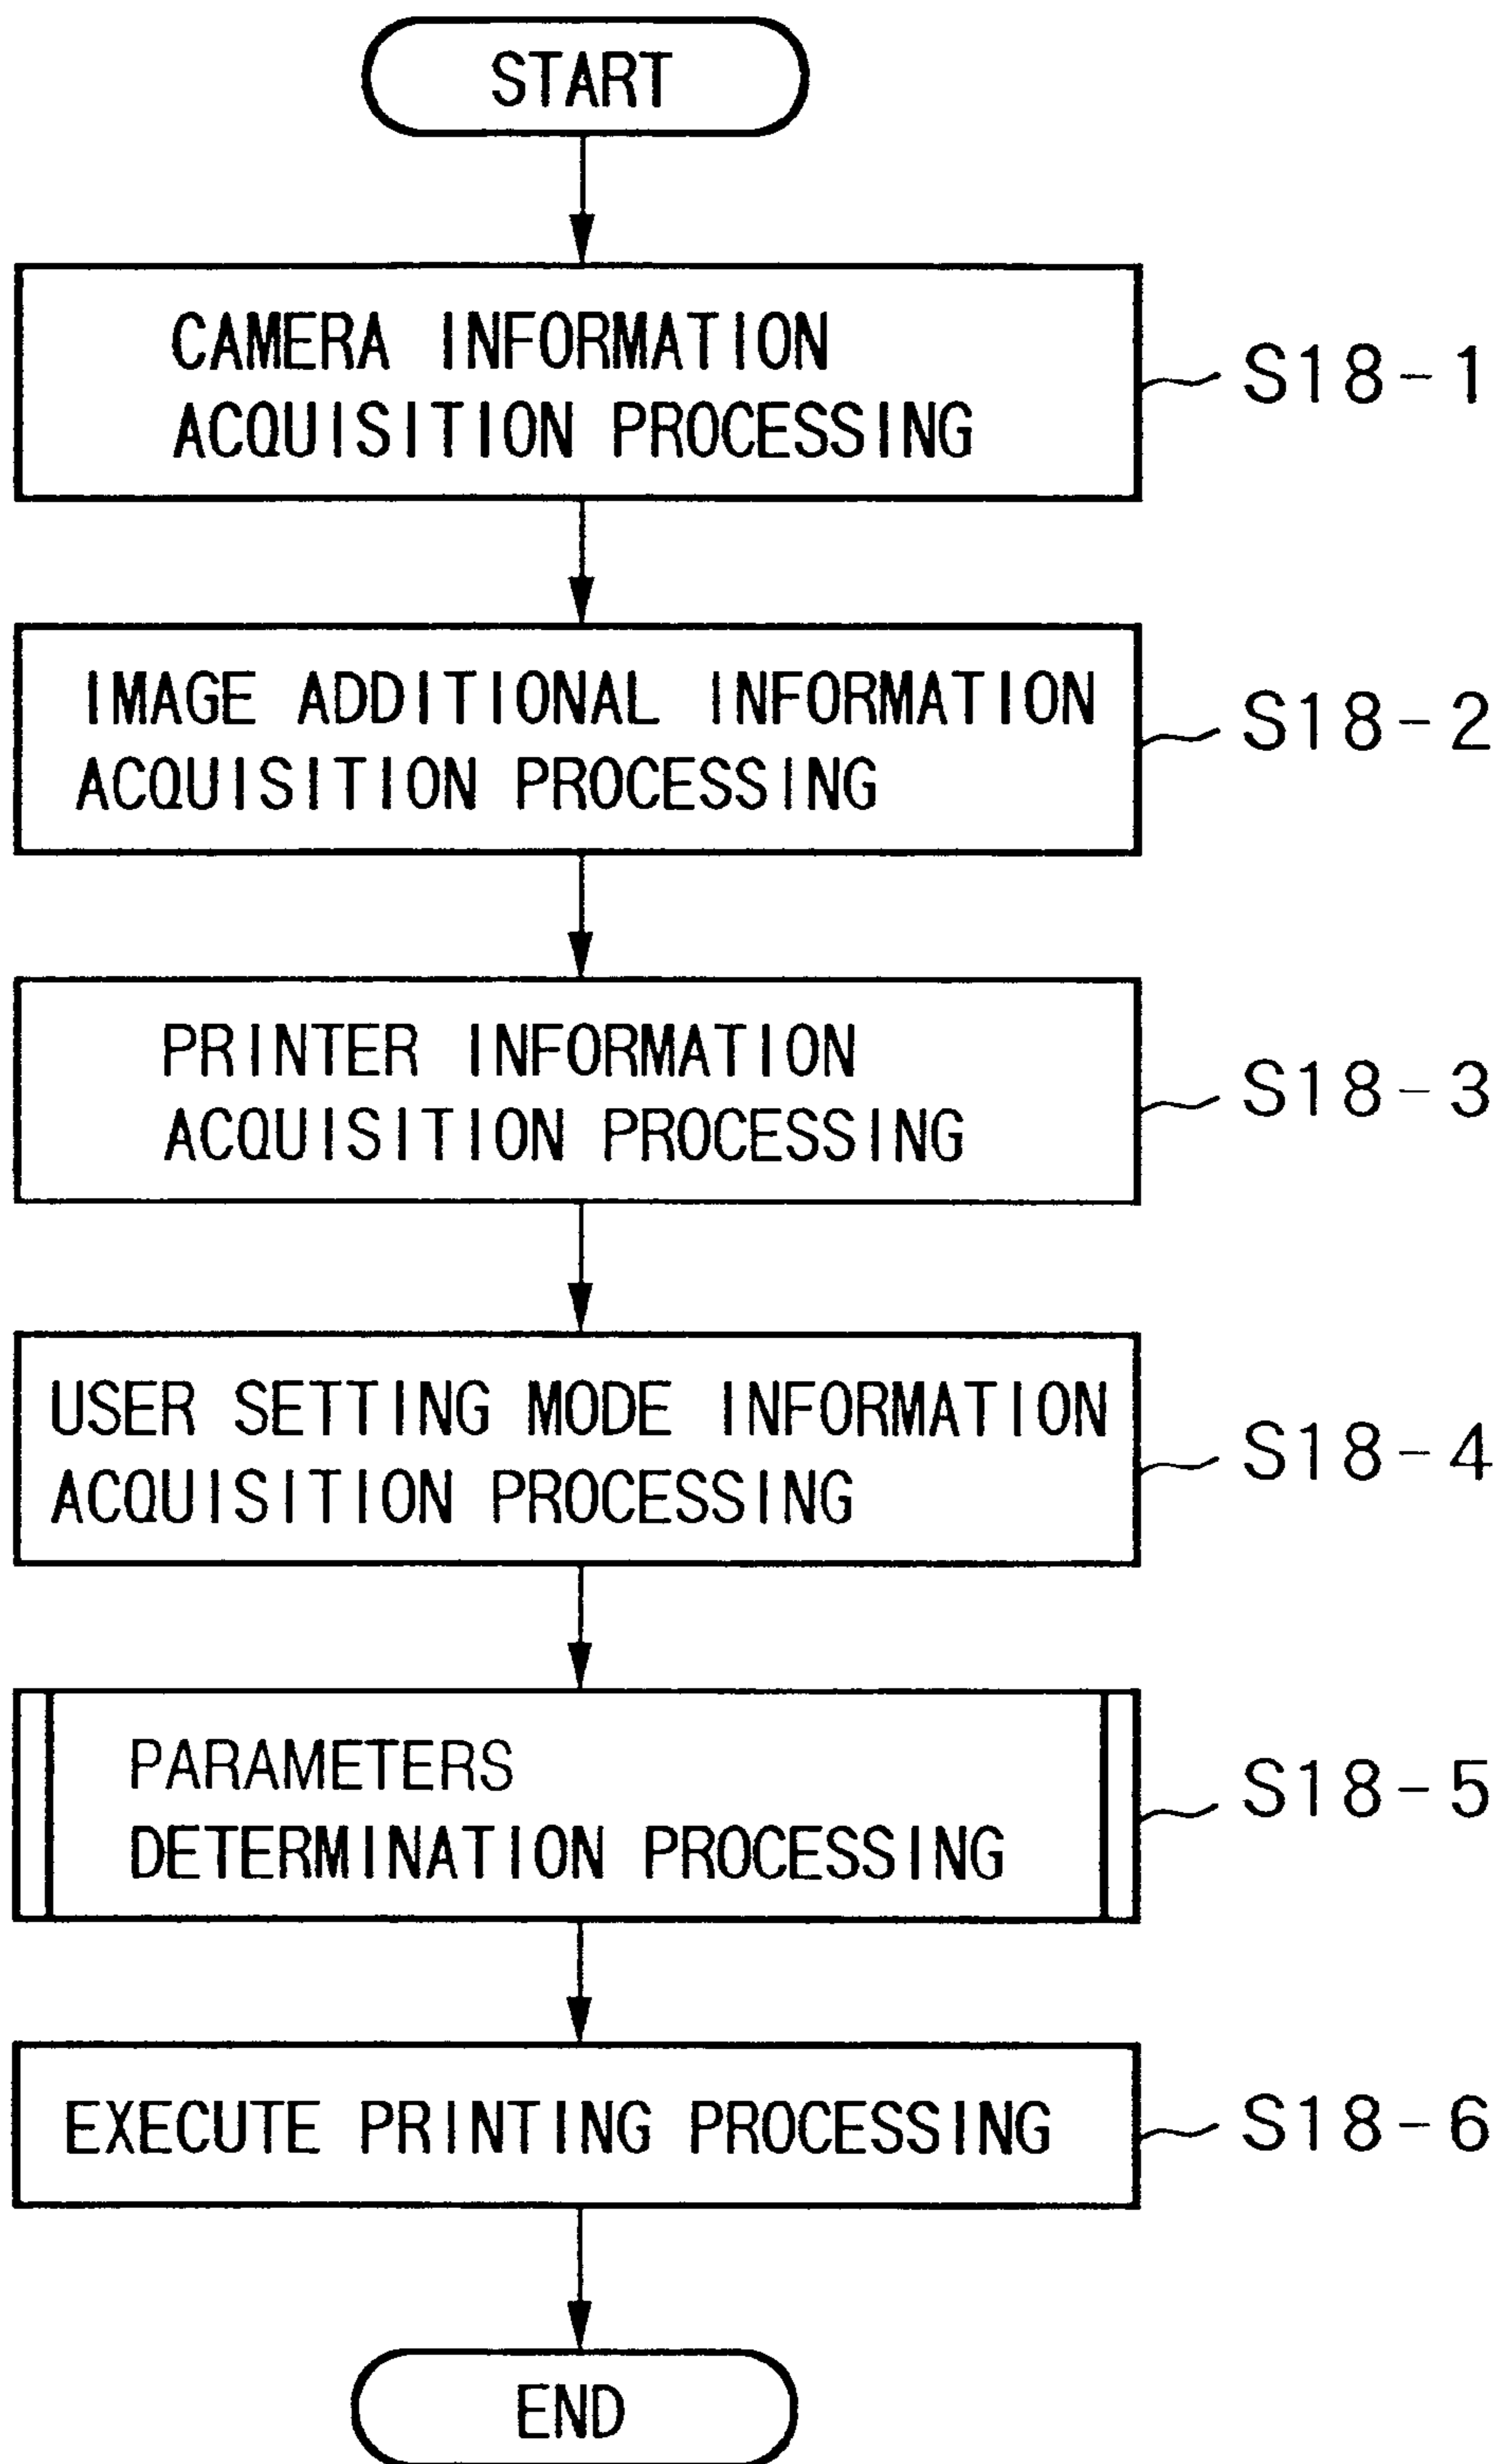 START
CAMERA INFORMATION
ACQUISITION PROCESSING
S18-1
IMAGE ADDITIONAL INFORMATION
ACQUISITION PROCESSING
S18-2
PRINTER INFORMATION
ACQUISITION PROCESSING
S18-3
USER SETTING MODE INFORMATION
ACQUISITION PROCESSING
S18-4
PARAMETERS
DETERMINATION PROCESSING
S18-5
EXECUTE PRINTING PROCESSING
S18-6
END